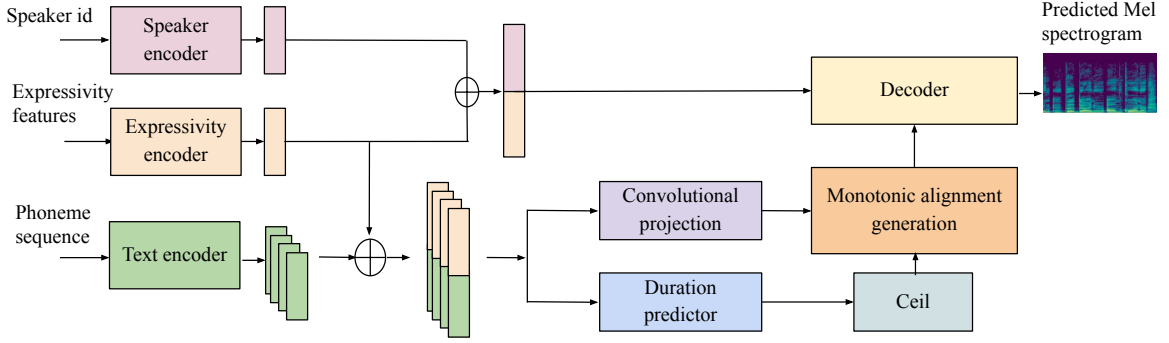 Speaker id
Speaker
encoder
Predicted Mel
spectrogram
Expressivity
features
Expressivity
encoder
Decoder
Phoneme
sequence
Text encoder
Convolutional
projection
Monotonic alignment
generation
Duration
predictor
Ceil